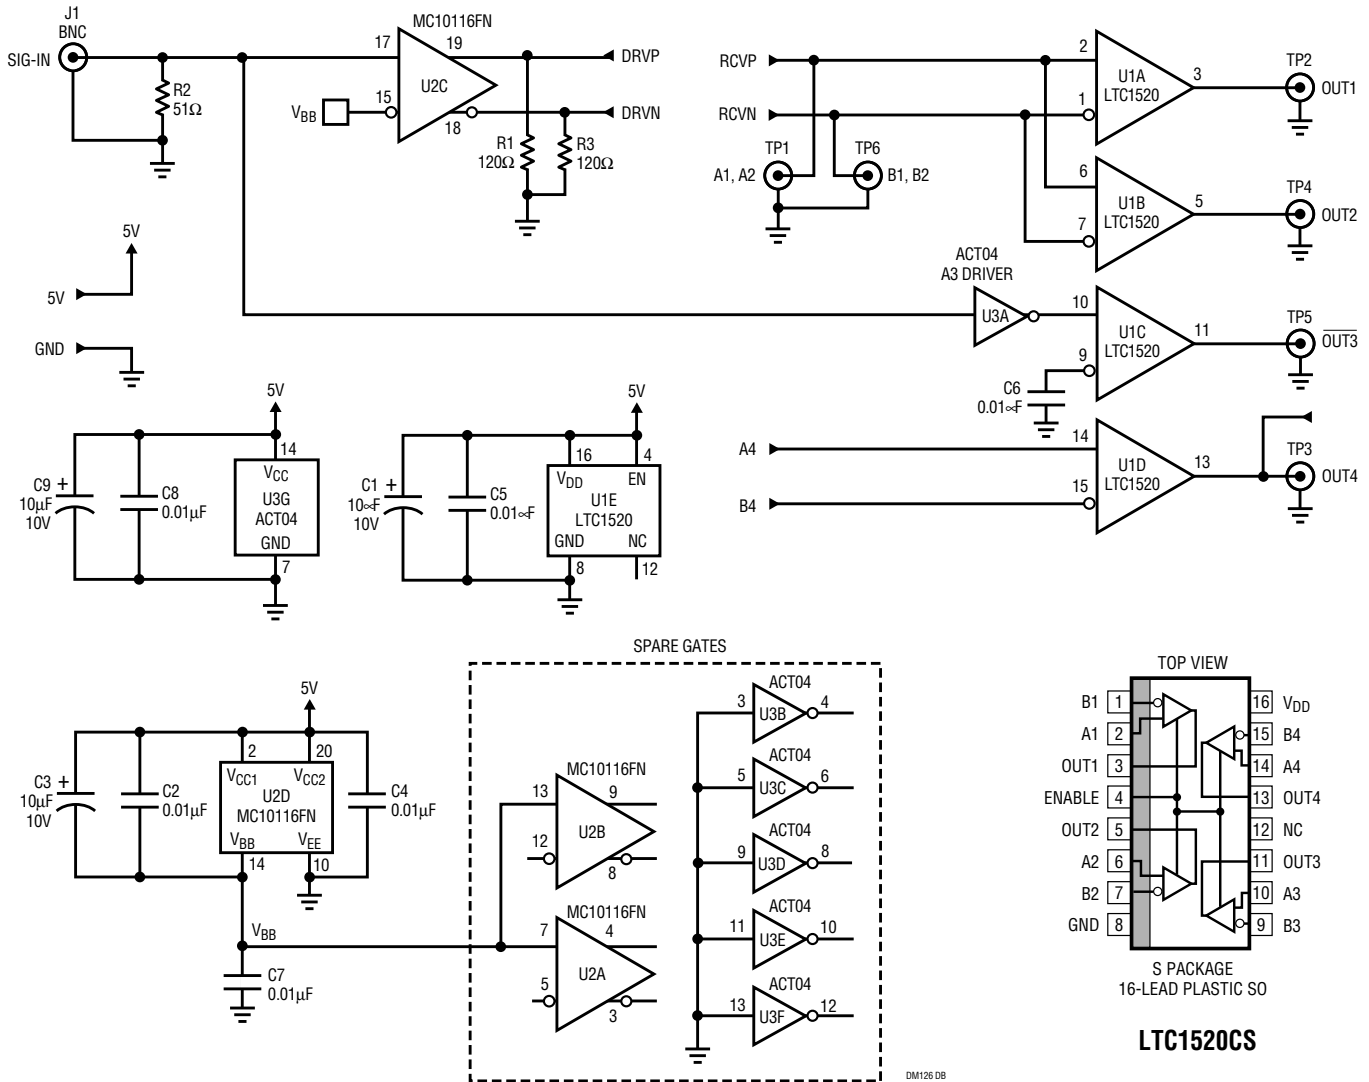 J1
BNC
SIG-IN
R2
51Ω
MC10116FN
17
19
U2C
15
18
VBB
DRVP
DRVN
R1
120Ω
R3
120Ω
RCVP
RCVN
TP1
A1, A2
TP6
B1, B2
2
1
U1A
LTC1520
3
TP2
OUT1
6
7
U1B
LTC1520
5
TP4
OUT2
ACT04
A3 DRIVER
U3A
10
9
U1C
LTC1520
11
TP5
OUT3
C6
0.01∝F
A4
B4
14
15
U1D
LTC1520
13
TP3
OUT4
5V
5V
GND
5V
14
VCC
U3G
ACT04
GND
7
C9
+
10µF
10V
C8
0.01µF
5V
16
4
VDD
EN
U1E
LTC1520
GND
NC
8
12
C1
+
10∝F
10V
C5
0.01∝F
5V
2
20
VCC1
VCC2
U2D
MC10116FN
VBB
VEE
14
10
C3
+
10µF
10V
C2
0.01µF
C4
0.01µF
VBB
C7
0.01µF
SPARE GATES
MC10116FN
13
9
12
U2B
8
MC10116FN
7
4
5
U2A
3
ACT04
3
U3B
4
ACT04
5
U3C
6
ACT04
9
U3D
8
ACT04
11
U3E
10
ACT04
13
U3F
12
DM126 DB
TOP VIEW
B1 1
A1 2
OUT1 3
ENABLE 4
OUT2 5
A2 6
B2 7
GND 8
16 VDD
15 B4
14 A4
13 OUT4
12 NC
11 OUT3
10 A3
9 B3
S PACKAGE
16-LEAD PLASTIC SO
LTC1520CS